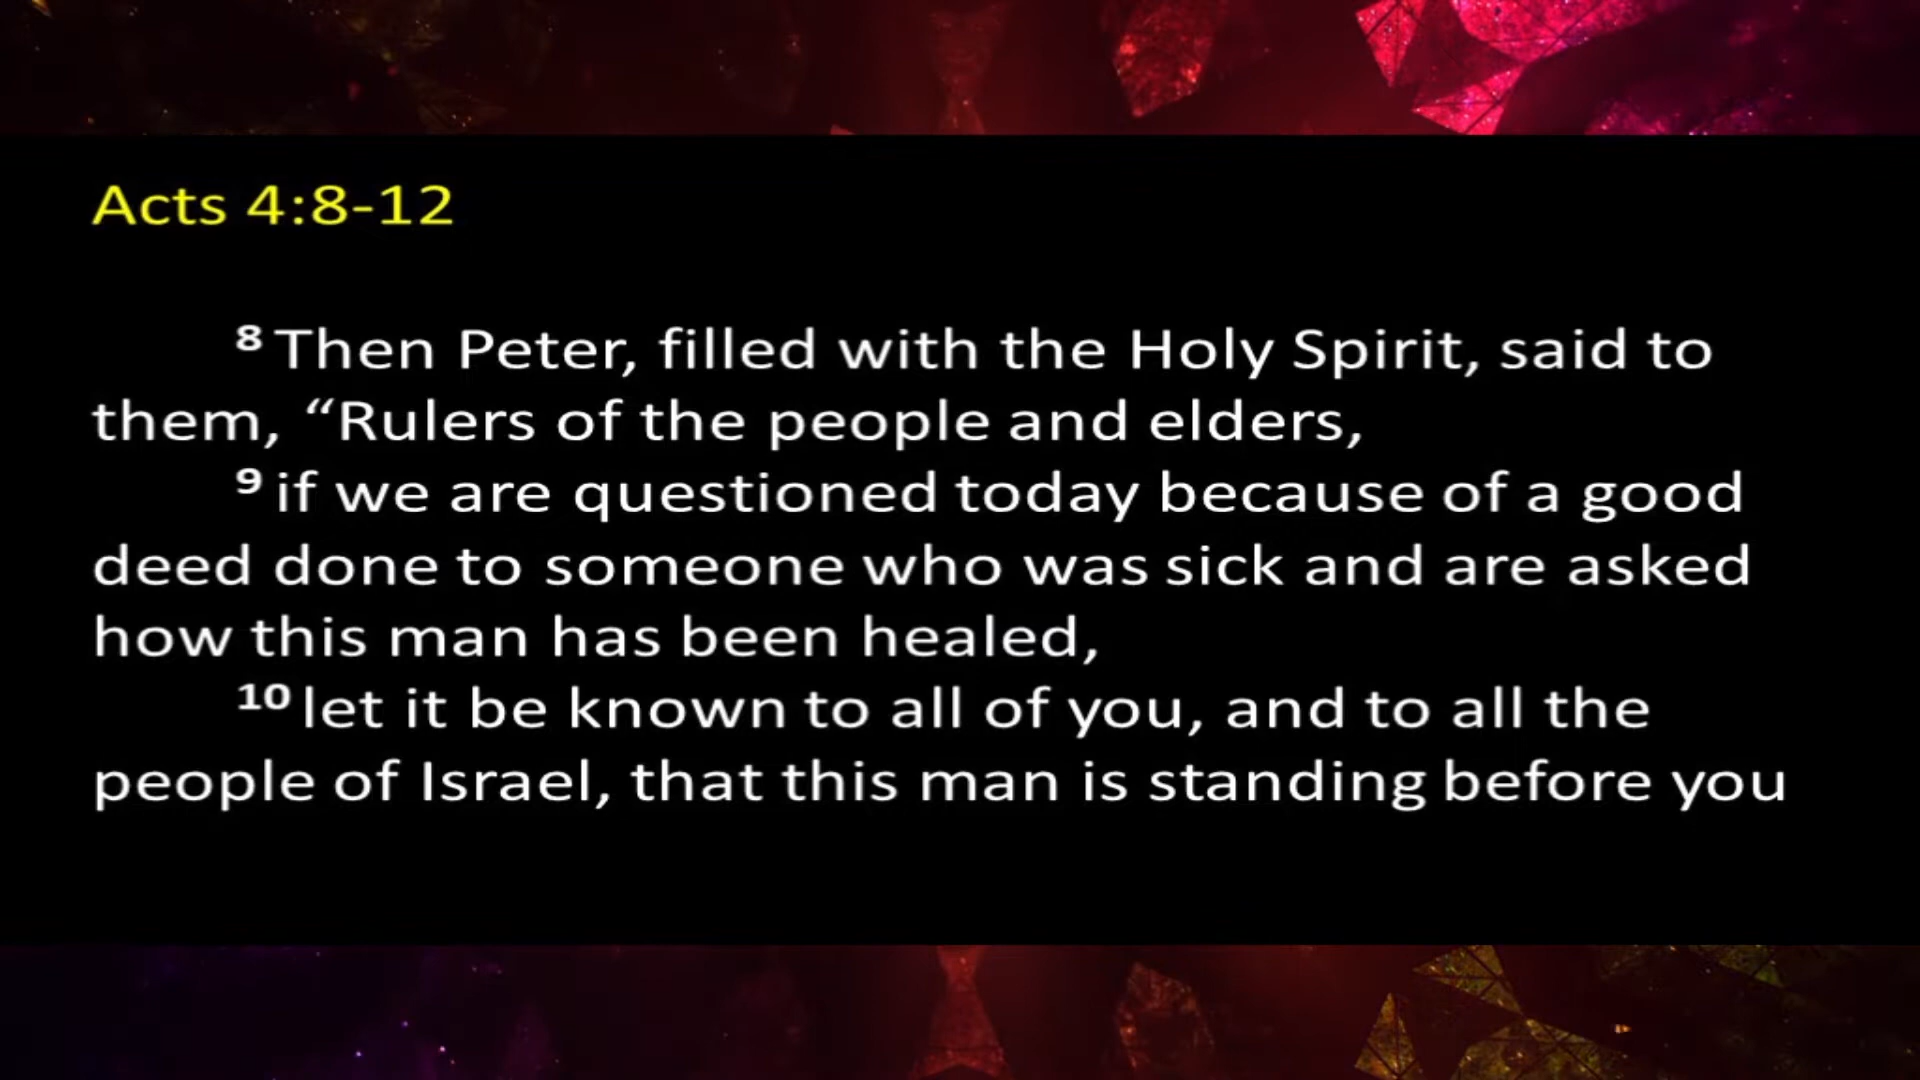 Acts 4:8-12
8 Then Peter, filled with the Holy Spirit, said to
them, “Rulers of the people and elders,
9 if we are questioned today because of a good
deed done to someone who was sick and are asked
how this man has been healed,
10 let it be known to all of you, and to all the
people of Israel, that this man is standing before you